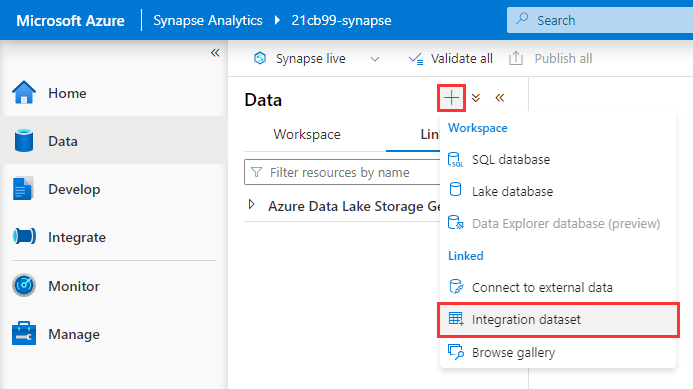 Microsoft Azure Synapse Analytics 21cb99-synapse Search
Synapse live Validate all Publish all
Home
Data
Develop
Integrate
Monitor
Manage
Data
Workspace
Filter resources by name
Azure Data Lake Storage
Workspace
SQL database
Lake database
Data Explorer database (preview)
Linked
Connect to external data
Integration dataset
Browse gallery